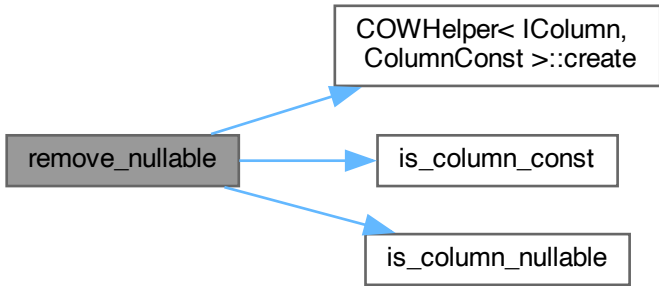 COWHelper< IColumn,
ColumnConst >::create
remove_nullable
is_column_const
is_column_nullable